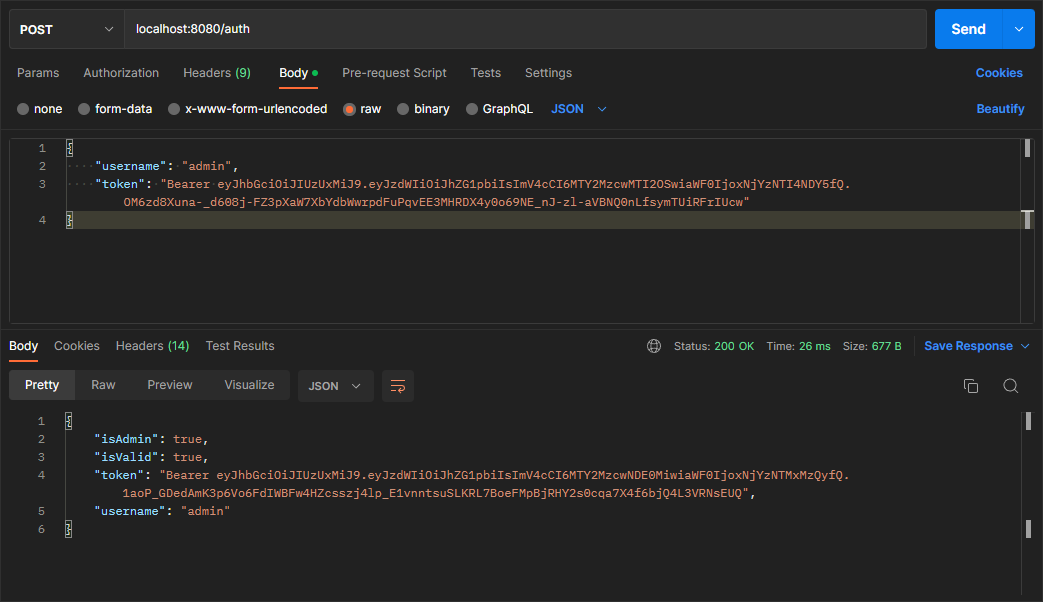 POST localhost:8080/auth Send
Params Authorization Headers (9) Body Pre-request Script Tests Settings Cookies
none form-data x-www-form-urlencoded raw binary GraphQL JSON Beautify
1 {
2 "username": "admin",
3 "token": "Bearer eyJhbGciOiJIUzUxMiJ9.eyJzdWIiOiJhZG1pbiIsImV4cCI6MTY2MzcwMTI2OSwiaWF0IjoxNjYzNTI4NDY5fQ.
OM6zd8Xuna-_d608j-FZ3pXaW7XbYdbWwrpdFuPqvEE3MHRDX4y0o69NE_nJ-zl-aVBNQ0nLfsymTUiRFrIUcw"
4 }
Body Cookies Headers (14) Test Results Status: 200 OK Time: 26 ms Size: 677 B Save Response
Pretty Raw Preview Visualize JSON
1 {
2 "isAdmin": true,
3 "isValid": true,
4 "token": "Bearer eyJhbGciOiJIUzUxMiJ9.eyJzdWIiOiJhZG1pbiIsImV4cCI6MTY2MzcwNDE0MiwiaWF0IjoxNjYzNTMxMzQyfQ.
1aoP_GDedAmK3p6Vo6FdIWBFw4HZcsszj4lp_E1vnntsuSLKRL7BoeFMpBjRHY2s0cqa7X4f6bjQ4L3VRNsEUQ",
5 "username": "admin"
6 }